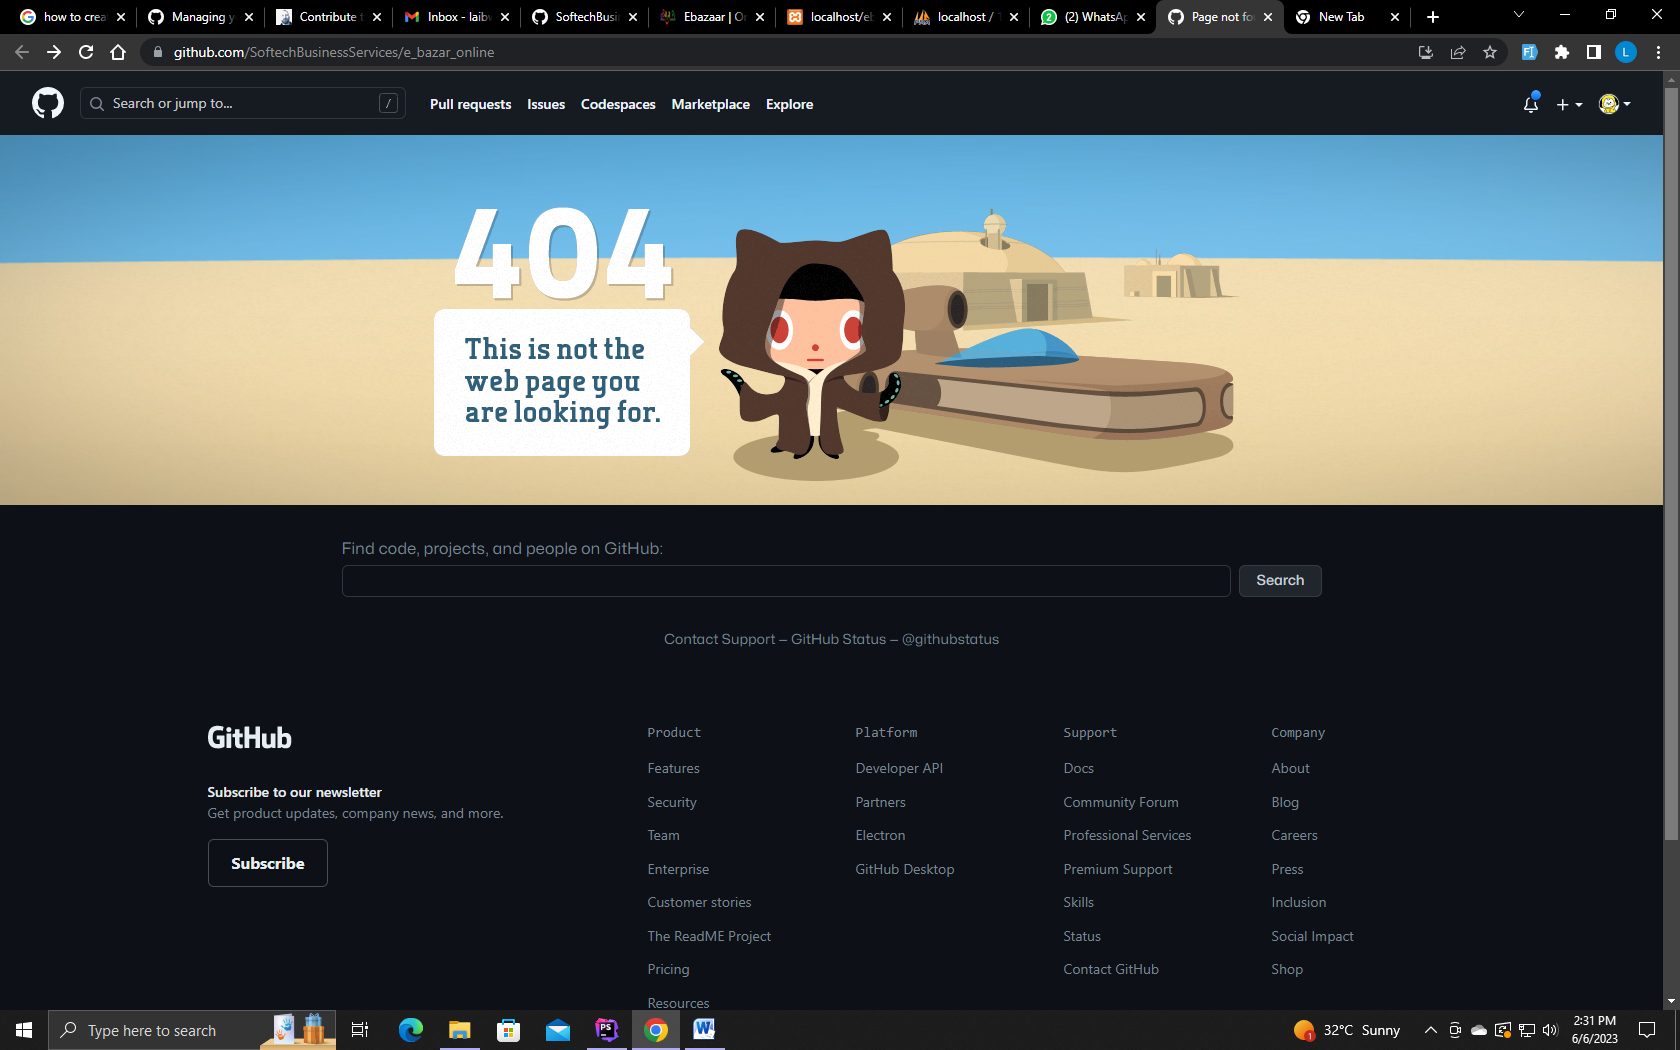 how to crea
Managing y
Contribute t
Inbox - laib
SoftechBusi
Ebazaar | O
localhost/e
localhost /
(2) WhatsAp
Page not fo
New Tab
github.com/SoftechBusinessServices/e_bazar_online
L
Search or jump to...
/
Pull requests
Issues
Codespaces
Marketplace
Explore
404
This is not the
web page you
are looking for.
Find code, projects, and people on GitHub:
Search
Contact Support — GitHub Status — @githubstatus
GitHub
Subscribe to our newsletter
Get product updates, company news, and more.
Subscribe
Product
Features
Security
Team
Enterprise
Customer stories
The ReadME Project
Pricing
Resources
Platform
Developer API
Partners
Electron
GitHub Desktop
Support
Docs
Community Forum
Professional Services
Premium Support
Skills
Status
Contact GitHub
Company
About
Blog
Careers
Press
Inclusion
Social Impact
Shop
Type here to search
32°C Sunny
2:31 PM
6/6/2023